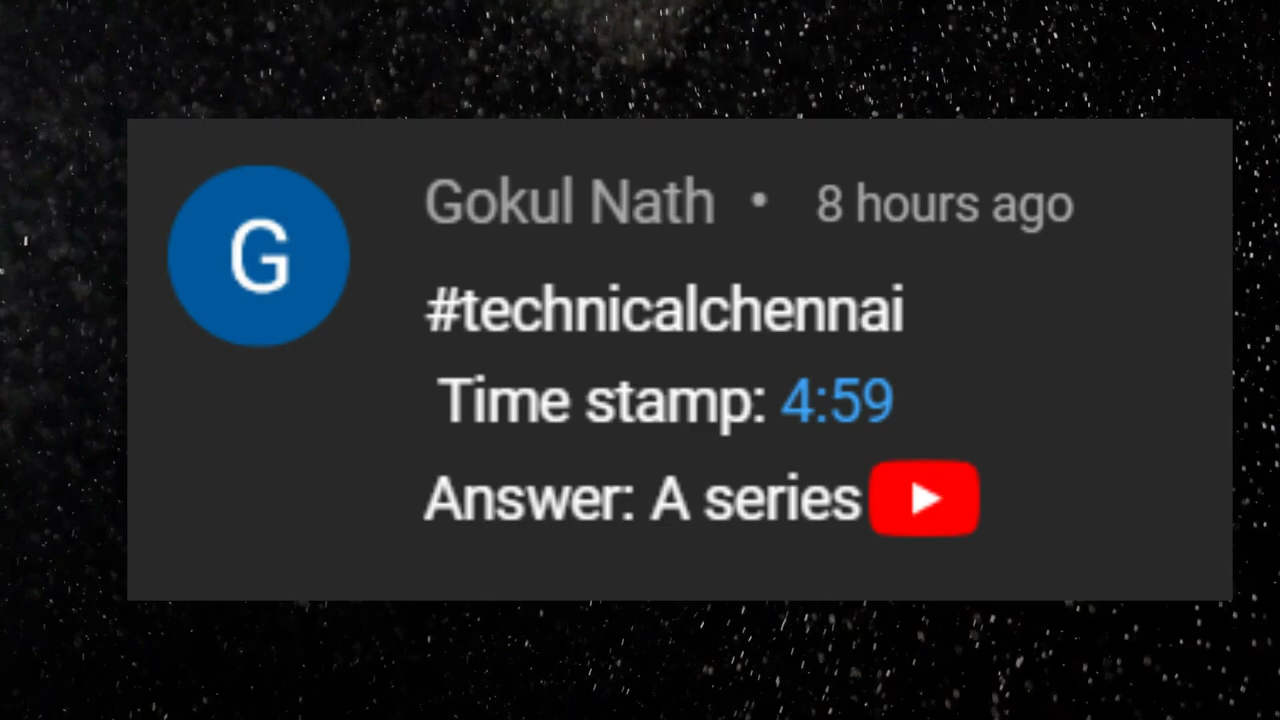 G
Gokul Nath • 8 hours ago
#technicalchennai
Time stamp: 4:59
Answer: A series